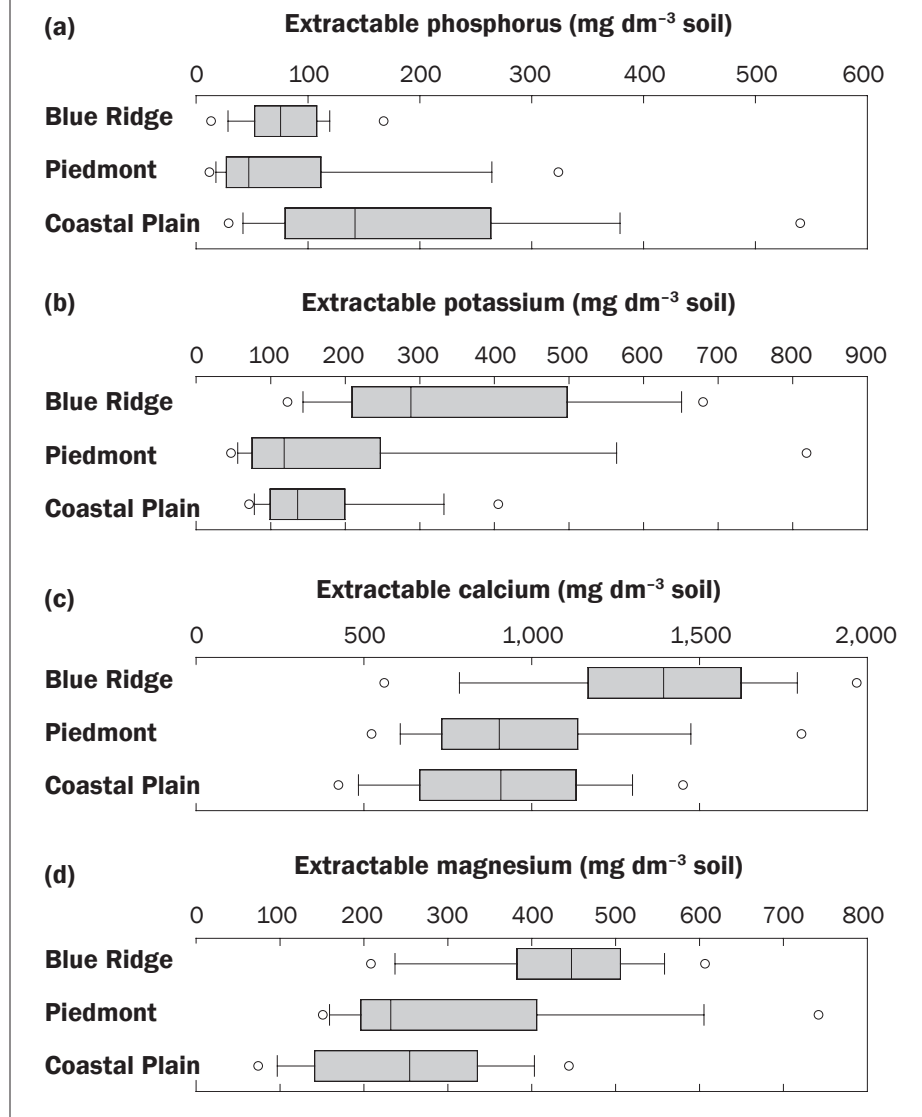 (a) Extractable phosphorus (mg dm⁻³ soil)
0 100 200 300 400 500 600
Blue Ridge
Piedmont
Coastal Plain
(b) Extractable potassium (mg dm⁻³ soil)
0 100 200 300 400 500 600 700 800 900
Blue Ridge
Piedmont
Coastal Plain
(c) Extractable calcium (mg dm⁻³ soil)
0 500 1,000 1,500 2,000
Blue Ridge
Piedmont
Coastal Plain
(d) Extractable magnesium (mg dm⁻³ soil)
0 100 200 300 400 500 600 700 800
Blue Ridge
Piedmont
Coastal Plain